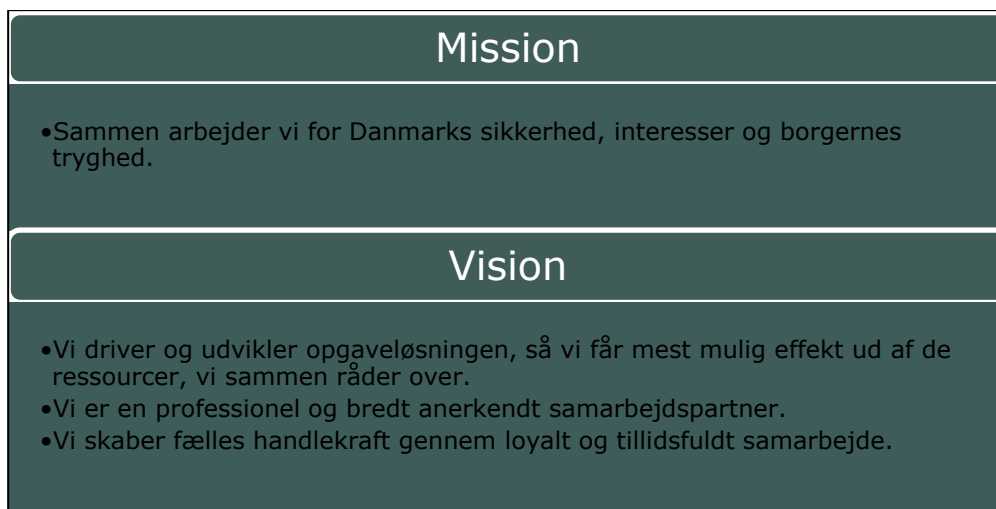 Mission
•Sammen arbejder vi for Danmarks sikkerhed, interesser og borgernes
tryghed.
Vision
•Vi driver og udvikler opgaveløsningen, så vi får mest mulig effekt ud af de
ressourcer, vi sammen råder over.
•Vi er en professionel og bredt anerkendt samarbejdspartner.
•Vi skaber fælles handlekraft gennem loyalt og tillidsfuldt samarbejde.